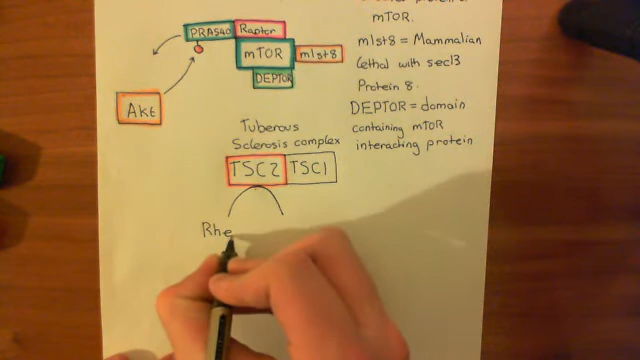 mTOR.
PRAS40 Raptor
mTOR mlst8
DEPTOR
Akt
mlst8 = Mammalian
lethal with sec13
Protein 8.
DEPTOR = domain
containing mTOR
interacting protein
Tuberous
Sclerosis complex
TSC2 TSC1
Rhe